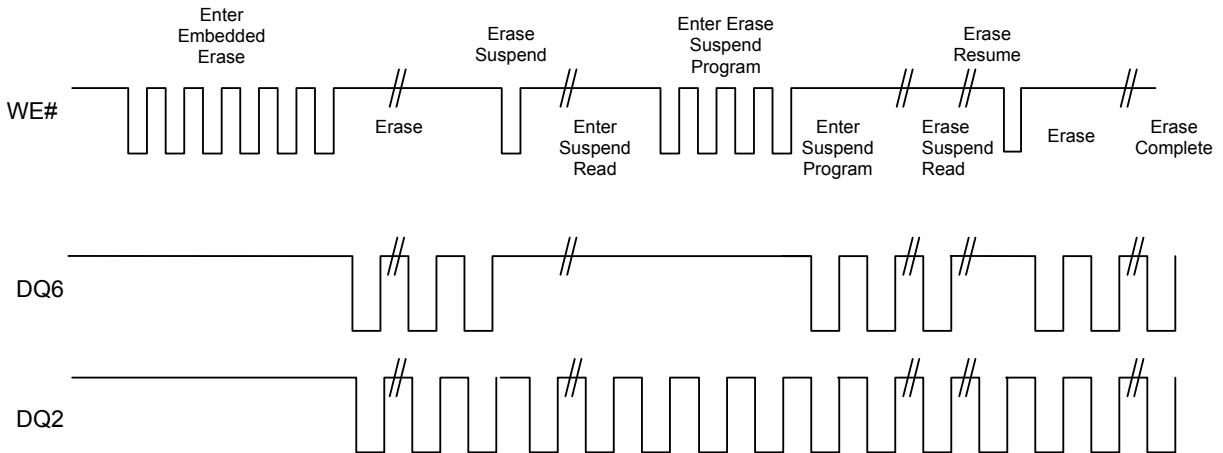 Enter
Embedded
Erase
Erase
Suspend
Enter Erase
Suspend
Program
Erase
Resume
WE#
Erase
Enter
Suspend
Read
Enter
Suspend
Program
Erase
Suspend
Read
Erase
Erase
Complete
DQ6
DQ2